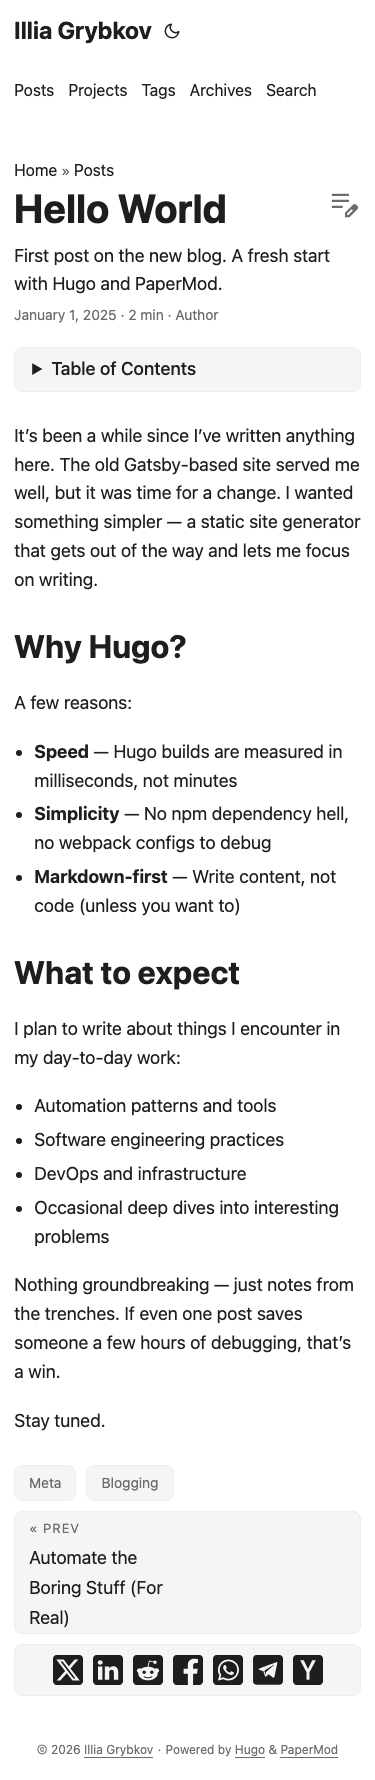 Illia Grybkov
Posts Projects Tags Archives Search
Home » Posts
Hello World
First post on the new blog. A fresh start
with Hugo and PaperMod.
January 1, 2025 · 2 min · Author
Table of Contents
It’s been a while since I’ve written anything
here. The old Gatsby-based site served me
well, but it was time for a change. I wanted
something simpler — a static site generator
that gets out of the way and lets me focus
on writing.
Why Hugo?
A few reasons:
• Speed — Hugo builds are measured in
milliseconds, not minutes
• Simplicity — No npm dependency hell,
no webpack configs to debug
• Markdown-first — Write content, not
code (unless you want to)
What to expect
I plan to write about things I encounter in
my day-to-day work:
• Automation patterns and tools
• Software engineering practices
• DevOps and infrastructure
• Occasional deep dives into interesting
problems
Nothing groundbreaking — just notes from
the trenches. If even one post saves
someone a few hours of debugging, that’s
a win.
Stay tuned.
Meta Blogging
« PREV
Automate the
Boring Stuff (For
Real)
© 2026 Illia Grybkov · Powered by Hugo & PaperMod